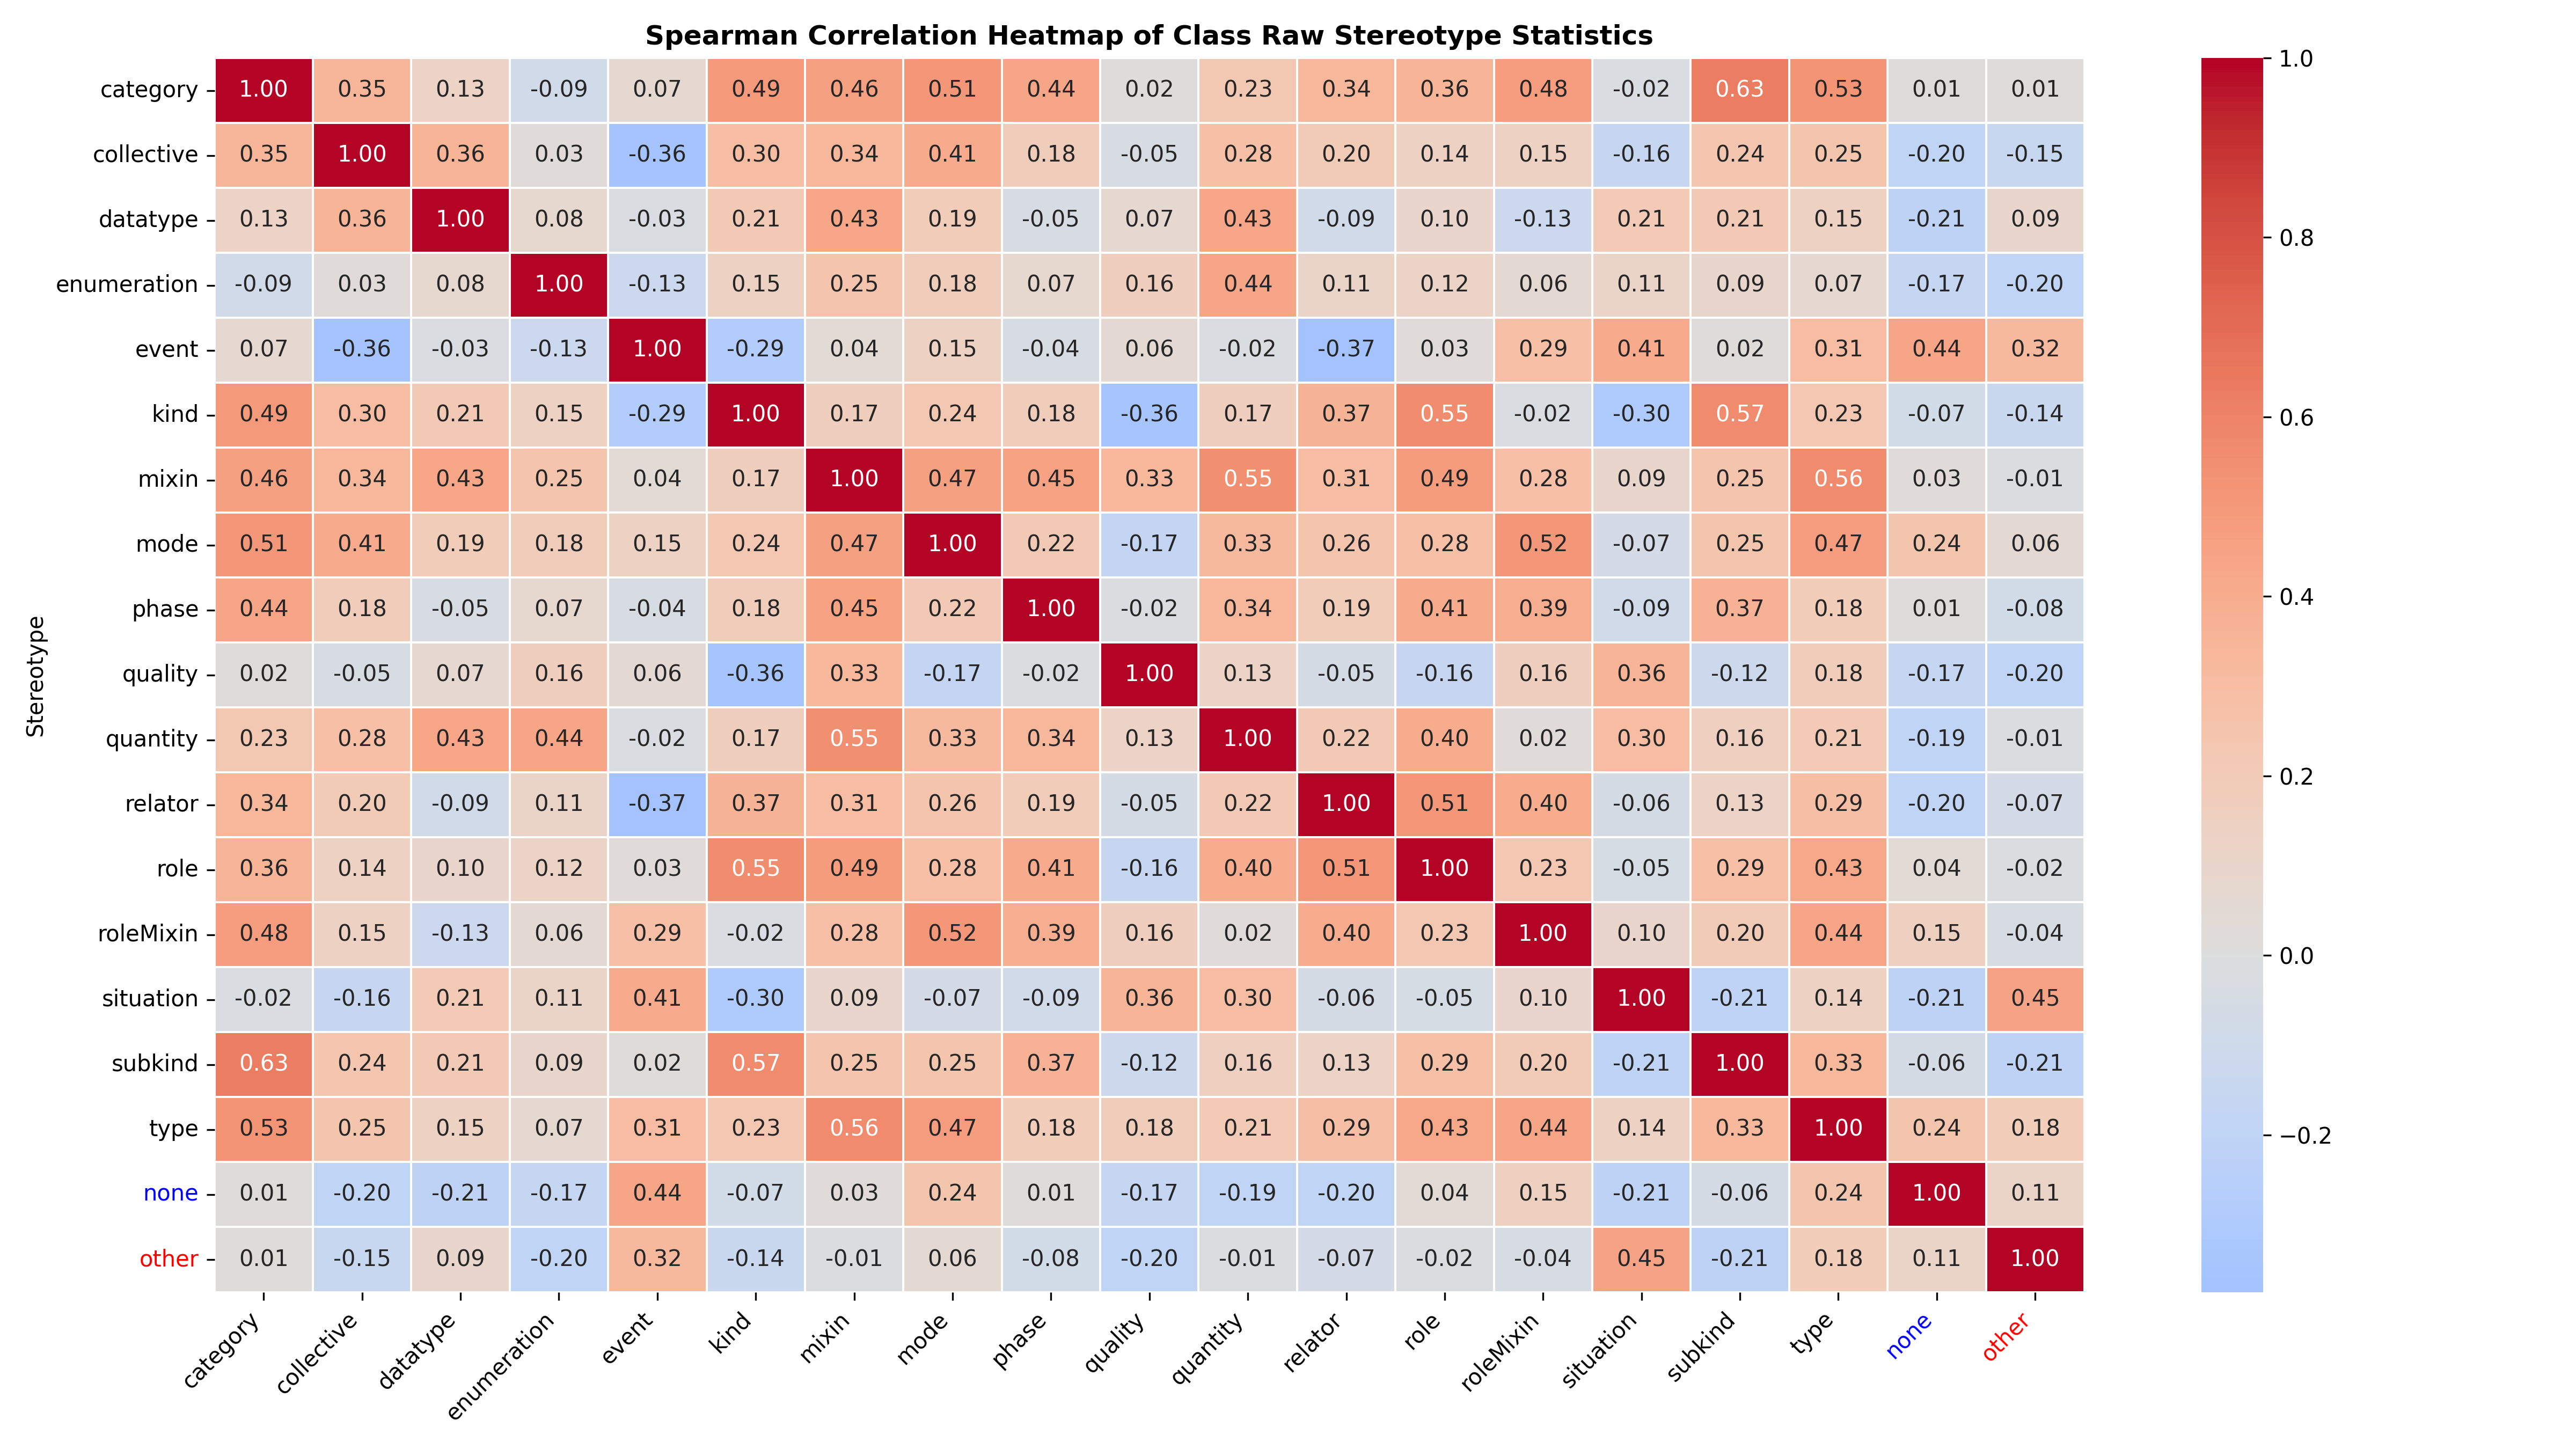 Spearman Correlation Heatmap of Class Raw Stereotype Statistics
category 1.00 0.35 0.13 -0.09 0.07 0.49 0.46 0.51 0.44 0.02 0.23 0.34 0.36 0.48 -0.02 0.63 0.53 0.01 0.01
collective 0.35 1.00 0.36 0.03 -0.36 0.30 0.34 0.41 0.18 -0.05 0.28 0.20 0.14 0.15 -0.16 0.24 0.25 -0.20 -0.15
datatype 0.13 0.36 1.00 0.08 -0.03 0.21 0.43 0.19 -0.05 0.07 0.43 -0.09 0.10 -0.13 0.21 0.21 0.15 -0.21 0.09
enumeration -0.09 0.03 0.08 1.00 -0.13 0.15 0.25 0.18 0.07 0.16 0.44 0.11 0.12 0.06 0.11 0.09 0.07 -0.17 -0.20
event 0.07 -0.36 -0.03 -0.13 1.00 -0.29 0.04 0.15 -0.04 0.06 -0.02 -0.37 0.03 0.29 0.41 0.02 0.31 0.44 0.32
kind 0.49 0.30 0.21 0.15 -0.29 1.00 0.17 0.24 0.18 -0.36 0.17 0.37 0.55 -0.02 -0.30 0.57 0.23 -0.07 -0.14
mixin 0.46 0.34 0.43 0.25 0.04 0.17 1.00 0.47 0.45 0.33 0.55 0.31 0.49 0.28 0.09 0.25 0.56 0.03 -0.01
mode 0.51 0.41 0.19 0.18 0.15 0.24 0.47 1.00 0.22 -0.17 0.33 0.26 0.28 0.52 -0.07 0.25 0.47 0.24 0.06
phase 0.44 0.18 -0.05 0.07 -0.04 0.18 0.45 0.22 1.00 -0.02 0.34 0.19 0.41 0.39 -0.09 0.37 0.18 0.01 -0.08
quality 0.02 -0.05 0.07 0.16 0.06 -0.36 0.33 -0.17 -0.02 1.00 0.13 -0.05 -0.16 0.16 0.36 -0.12 0.18 -0.17 -0.20
quantity 0.23 0.28 0.43 0.44 -0.02 0.17 0.55 0.33 0.34 0.13 1.00 0.22 0.40 0.02 0.30 0.16 0.21 -0.19 -0.01
relator 0.34 0.20 -0.09 0.11 -0.37 0.37 0.31 0.26 0.19 -0.05 0.22 1.00 0.51 0.40 -0.06 0.13 0.29 -0.20 -0.07
role 0.36 0.14 0.10 0.12 0.03 0.55 0.49 0.28 0.41 -0.16 0.40 0.51 1.00 0.23 -0.05 0.29 0.43 0.04 -0.02
roleMixin 0.48 0.15 -0.13 0.06 0.29 -0.02 0.28 0.52 0.39 0.16 0.02 0.40 0.23 1.00 0.10 0.20 0.44 0.15 -0.04
situation -0.02 -0.16 0.21 0.11 0.41 -0.30 0.09 -0.07 -0.09 0.36 0.30 -0.06 -0.05 0.10 1.00 -0.21 0.14 -0.21 0.45
subkind 0.63 0.24 0.21 0.09 0.02 0.57 0.25 0.25 0.37 -0.12 0.16 0.13 0.29 0.20 -0.21 1.00 0.33 -0.06 -0.21
type 0.53 0.25 0.15 0.07 0.31 0.23 0.56 0.47 0.18 0.18 0.21 0.29 0.43 0.44 0.14 0.33 1.00 0.24 0.18
none 0.01 -0.20 -0.21 -0.17 0.44 -0.07 0.03 0.24 0.01 -0.17 -0.19 -0.20 0.04 0.15 -0.21 -0.06 0.24 1.00 0.11
other 0.01 -0.15 0.09 -0.20 0.32 -0.14 -0.01 0.06 -0.08 -0.20 -0.01 -0.07 -0.02 -0.04 0.45 -0.21 0.18 0.11 1.00
category collective datatype enumeration event kind mixin mode phase quality quantity relator role roleMixin situation subkind type none other
Stereotype
1.0
0.8
0.6
0.4
0.2
0.0
−0.2